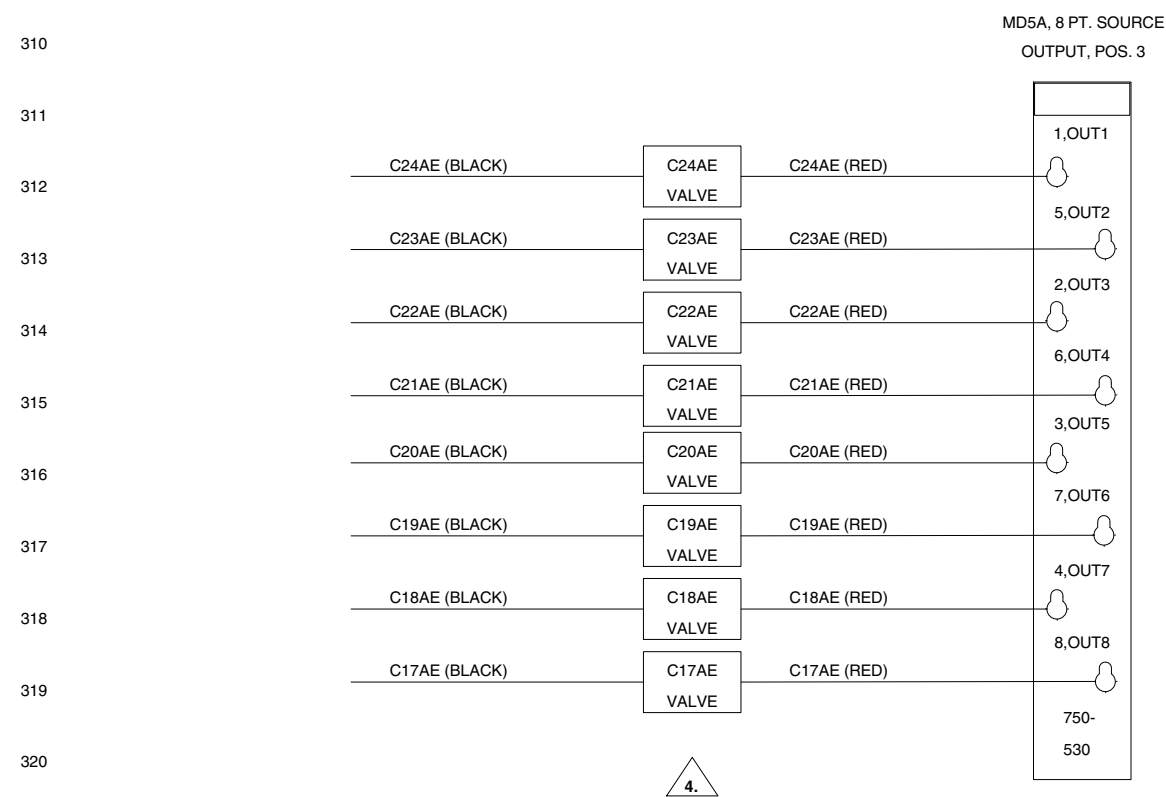 MD5A, 8 PT. SOURCE
310
OUTPUT, POS. 3
311
1,OUT1
C24AE (BLACK)
C24AE
C24AE (RED)
312
VALVE
5,OUT2
C23AE (BLACK)
C23AE
C23AE (RED)
313
VALVE
2,OUT3
C22AE (BLACK)
C22AE
C22AE (RED)
314
VALVE
6,OUT4
C21AE (BLACK)
C21AE
C21AE (RED)
315
VALVE
3,OUT5
C20AE (BLACK)
C20AE
C20AE (RED)
316
VALVE
7,OUT6
C19AE (BLACK)
C19AE
C19AE (RED)
317
VALVE
4,OUT7
C18AE (BLACK)
C18AE
C18AE (RED)
318
VALVE
8,OUT8
C17AE (BLACK)
C17AE
C17AE (RED)
319
VALVE
750-
530
320
4.